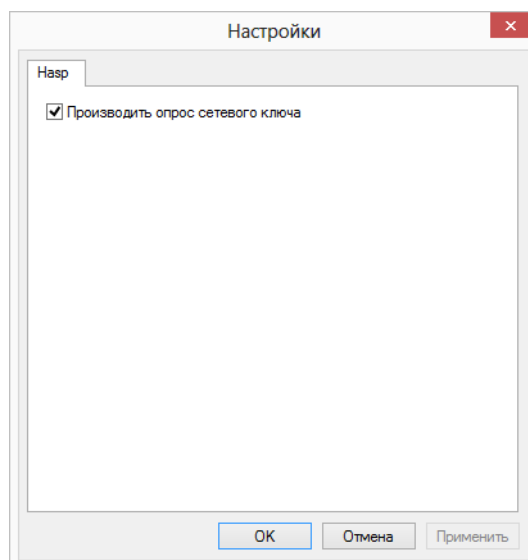 Настройки
Hasp
Производить опрос сетевого ключа
OK
Отмена
Применить